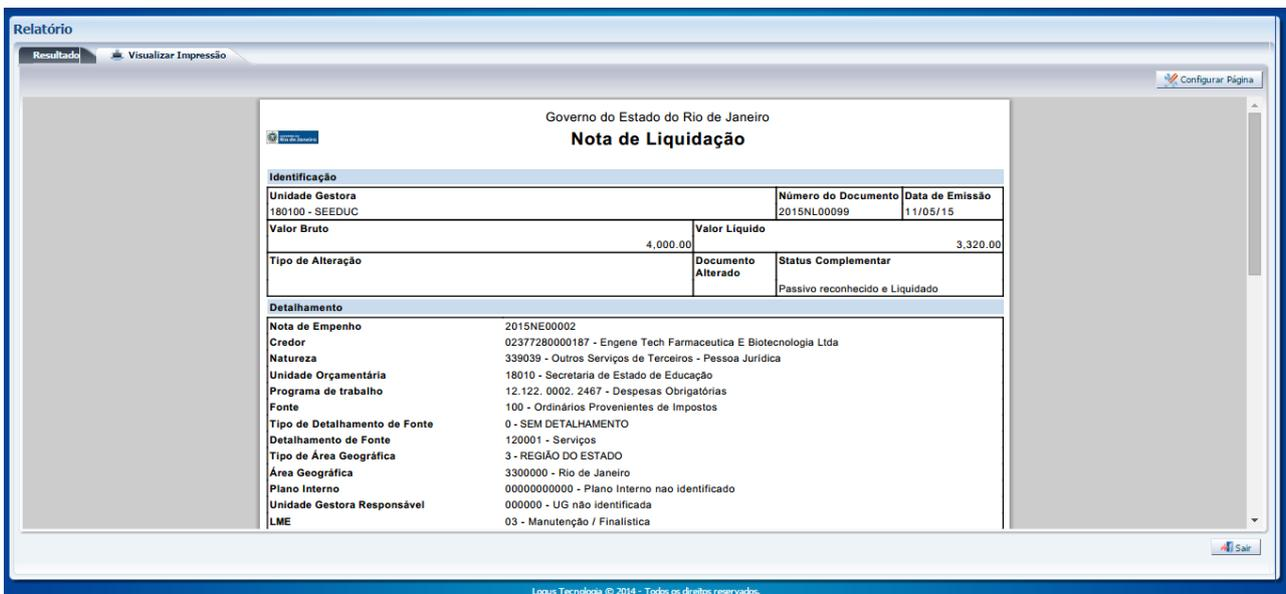 Relatório
Resultado Visualizar Impressão
Configurar Página
Governo do Estado do Rio de Janeiro
Nota de Liquidação
Identificação
Unidade Gestora Número do Documento Data de Emissão
180100 - SEEDUC 2015NL00099 11/05/15
Valor Bruto Valor Líquido
4,000.00 3,320.00
Tipo de Alteração Documento Alterado Status Complementar
Passivo reconhecido e Liquidado
Detalhamento
Nota de Empenho 2015NE00002
Credor 02377280000187 - Engene Tech Farmaceutica E Biotecnologia Ltda
Natureza 339039 - Outros Serviços de Terceiros - Pessoa Jurídica
Unidade Orçamentária 18010 - Secretaria de Estado de Educação
Programa de trabalho 12.122. 0002. 2467 - Despesas Obrigatórias
Fonte 100 - Ordinários Provenientes de Impostos
Tipo de Detalhamento de Fonte 0 - SEM DETALHAMENTO
Detalhamento de Fonte 120001 - Serviços
Tipo de Área Geográfica 3 - REGIÃO DO ESTADO
Área Geográfica 3300000 - Rio de Janeiro
Plano Interno 00000000000 - Plano Interno nao identificado
Unidade Gestora Responsável 000000 - UG não identificada
LME 03 - Manutenção / Finalística
Sair
Logus Tecnologia © 2014 - Todos os direitos reservados.